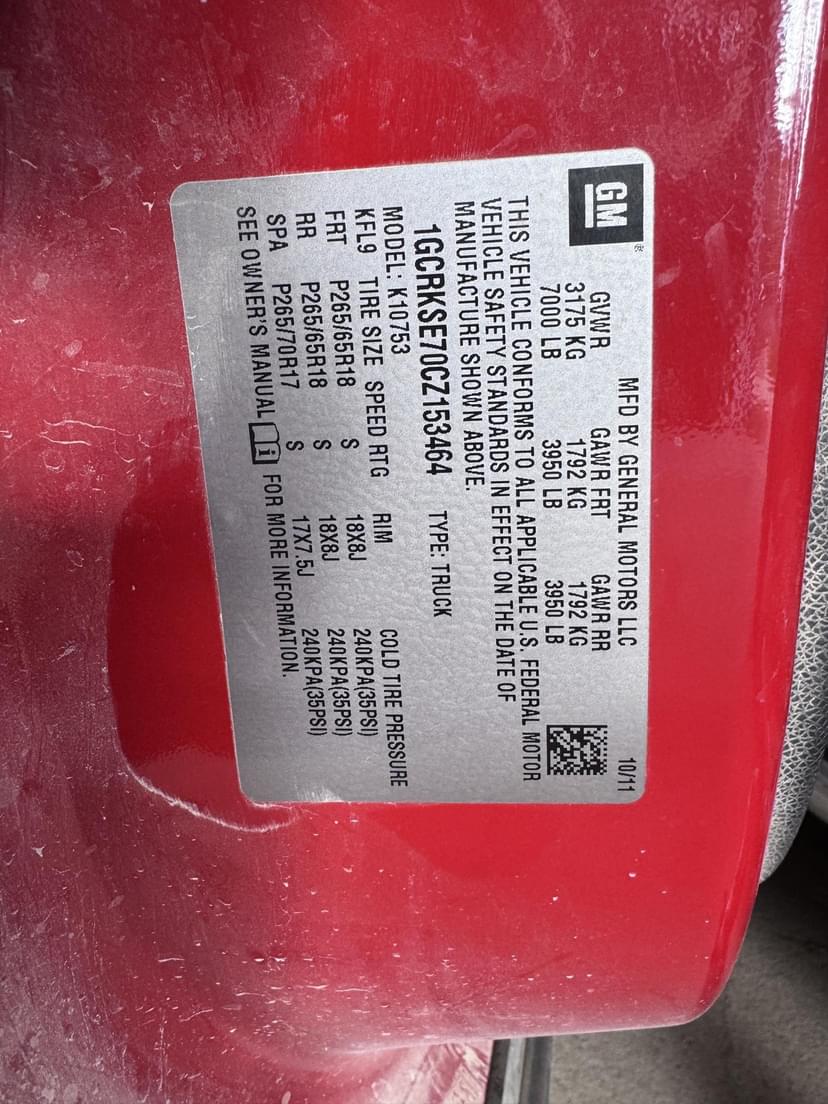 GM
MFD BY GENERAL MOTORS LLC 10/11
GVWR GAWR FRT GAWR RR
3175 KG 1792 KG 1792 KG
7000 LB 3950 LB 3950 LB
THIS VEHICLE CONFORMS TO ALL APPLICABLE U.S. FEDERAL MOTOR
VEHICLE SAFETY STANDARDS IN EFFECT ON THE DATE OF
MANUFACTURE SHOWN ABOVE.
1GCRKSE70CZ153464 TYPE: TRUCK
MODEL: K10753
KFL9 TIRE SIZE SPEED RTG RIM COLD TIRE PRESSURE
FRT P265/65R18 S 18X8J 240KPA(35PSI)
RR P265/65R18 S 18X8J 240KPA(35PSI)
SPA P265/70R17 S 17X7.5J 240KPA(35PSI)
SEE OWNER'S MANUAL FOR MORE INFORMATION.